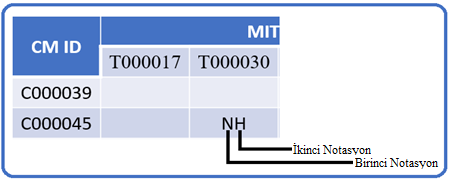 CM ID MIT
T000017 T000030
C000039
C000045 NH
İkinci Notasyon
Birinci Notasyon